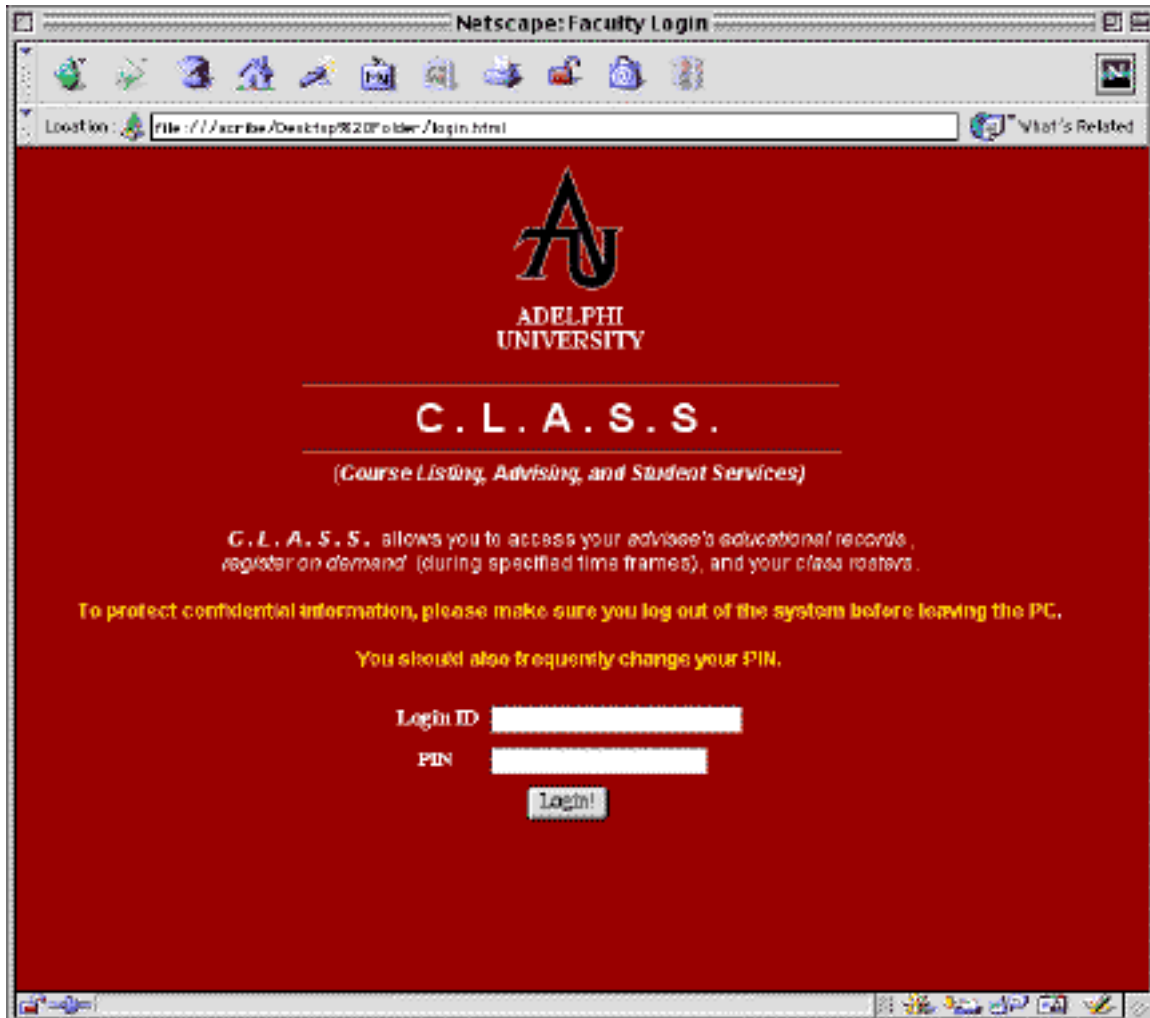 Netscape: Faculty Login
Location: file:///scribe/Desktop%20Folder/login.html What's Related
ADELPHI
UNIVERSITY
C.L.A.S.S.
(Course Listing, Advising, and Student Services)
C.L.A.S.S. allows you to access your advisee's educational records,
register on demand (during specified time frames), and your class rosters.
To protect confidential information, please make sure you log out of the system before leaving the PC.
You should also frequently change your PIN.
Login ID
PIN
Login!